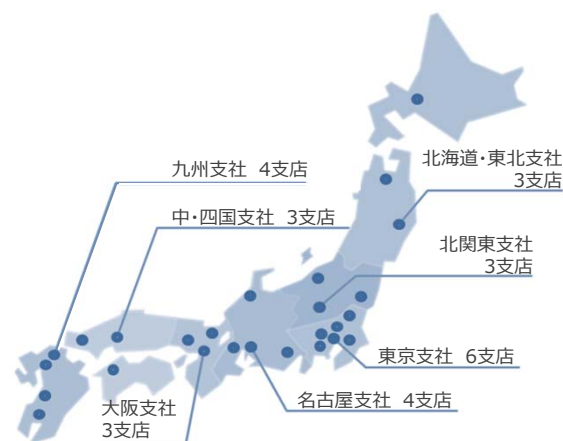 九州支社 4支店
中・四国支社 3支店
北海道・東北支社
3支店
北関東支社
3支店
東京支社 6支店
名古屋支社 4支店
大阪支社
3支店